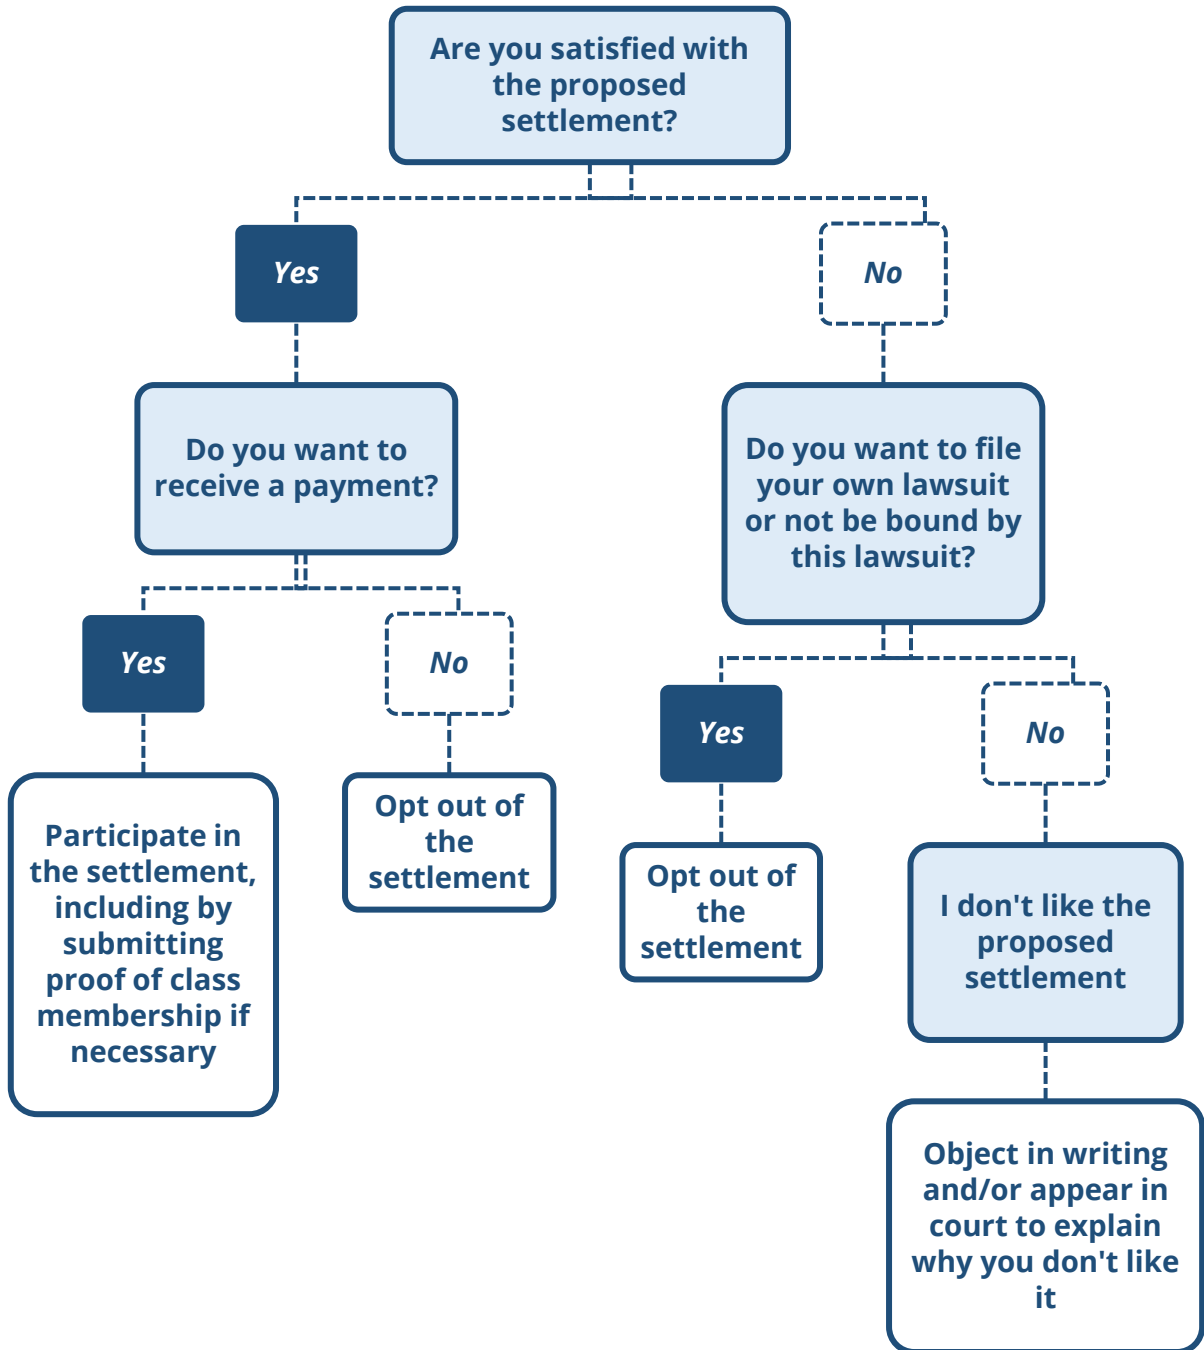 Are you satisfied with
the proposed
settlement?
Yes
No
Do you want to
receive a payment?
Do you want to file
your own lawsuit
or not be bound by
this lawsuit?
Yes
No
Yes
No
Participate in
the settlement,
including by
submitting
proof of class
membership if
necessary
Opt out of
the
settlement
Opt out of
the
settlement
I don't like the
proposed
settlement
Object in writing
and/or appear in
court to explain
why you don't like
it